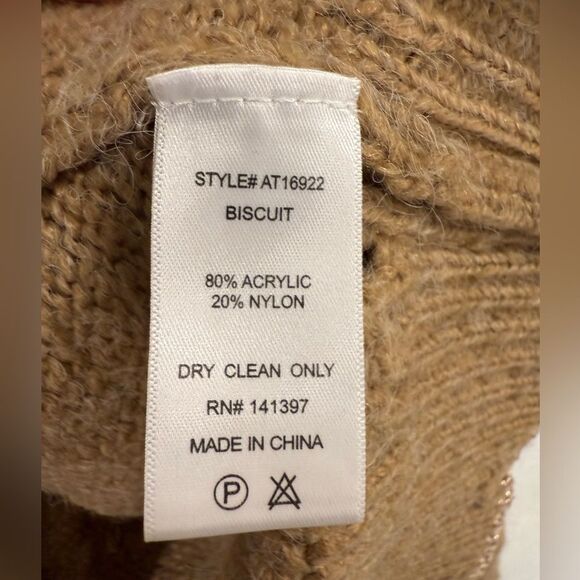 STYLE# AT16922
BISCUIT
80% ACRYLIC
20% NYLON
DRY CLEAN ONLY
RN# 141397
MADE IN CHINA
P